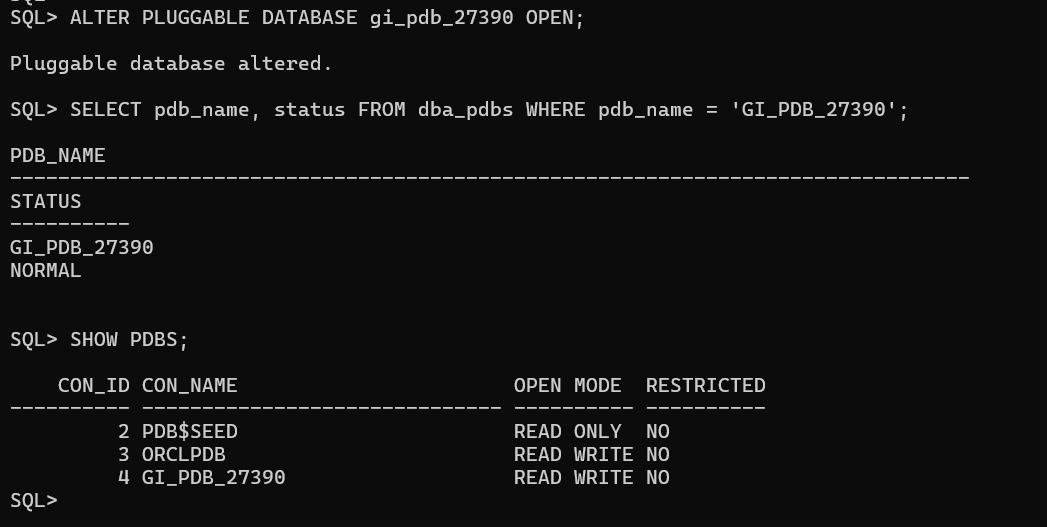 SQL> ALTER PLUGGABLE DATABASE gi_pdb_27390 OPEN;
Pluggable database altered.
SQL> SELECT pdb_name, status FROM dba_pdbs WHERE pdb_name = 'GI_PDB_27390';
PDB_NAME
--------------------------------------------------------------------------------
STATUS
----------
GI_PDB_27390
NORMAL
SQL> SHOW PDBS;
    CON_ID CON_NAME                       OPEN MODE  RESTRICTED
---------- ------------------------------ ---------- ----------
         2 PDB$SEED                       READ ONLY  NO
         3 ORCLPDB                        READ WRITE NO
         4 GI_PDB_27390                   READ WRITE NO
SQL>